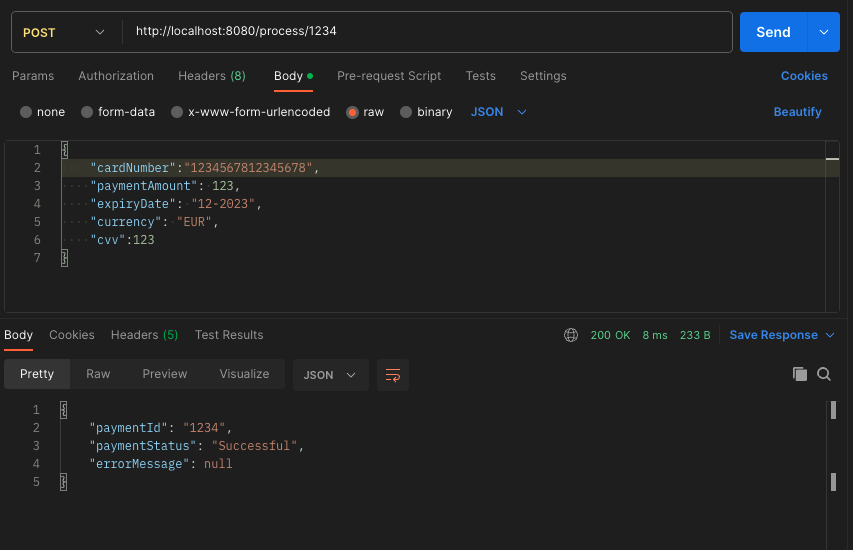 POST http://localhost:8080/process/1234 Send
Params Authorization Headers (8) Body Pre-request Script Tests Settings Cookies
none form-data x-www-form-urlencoded raw binary JSON Beautify
1 {
2 "cardNumber":"1234567812345678",
3 "paymentAmount": 123,
4 "expiryDate": "12-2023",
5 "currency": "EUR",
6 "cvv":123
7 }
Body Cookies Headers (5) Test Results 200 OK 8 ms 233 B Save Response
Pretty Raw Preview Visualize JSON
1 {
2 "paymentId": "1234",
3 "paymentStatus": "Successful",
4 "errorMessage": null
5 }